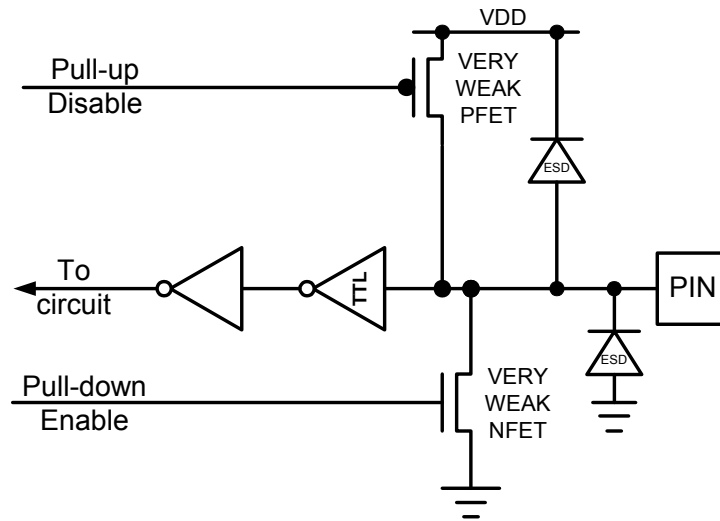 VDD
Pull-up
Disable
VERY
WEAK
PFET
ESD
To
circuit
TTL
PIN
ESD
Pull-down
Enable
VERY
WEAK
NFET